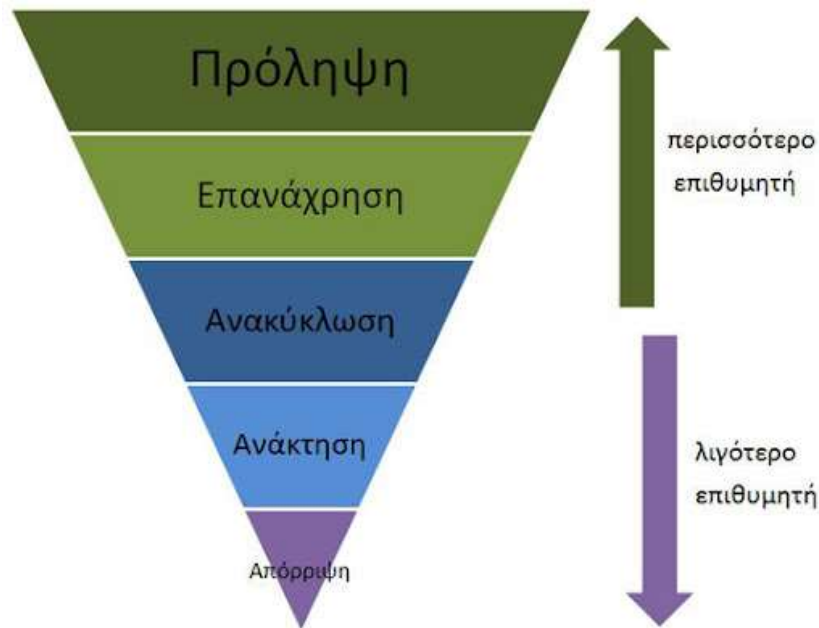 Πρόληψη
Επανάχρηση
Ανακύκλωση
Ανάκτηση
Απόρριψη
περισσότερο
επιθυμητή
λιγότερο
επιθυμητή